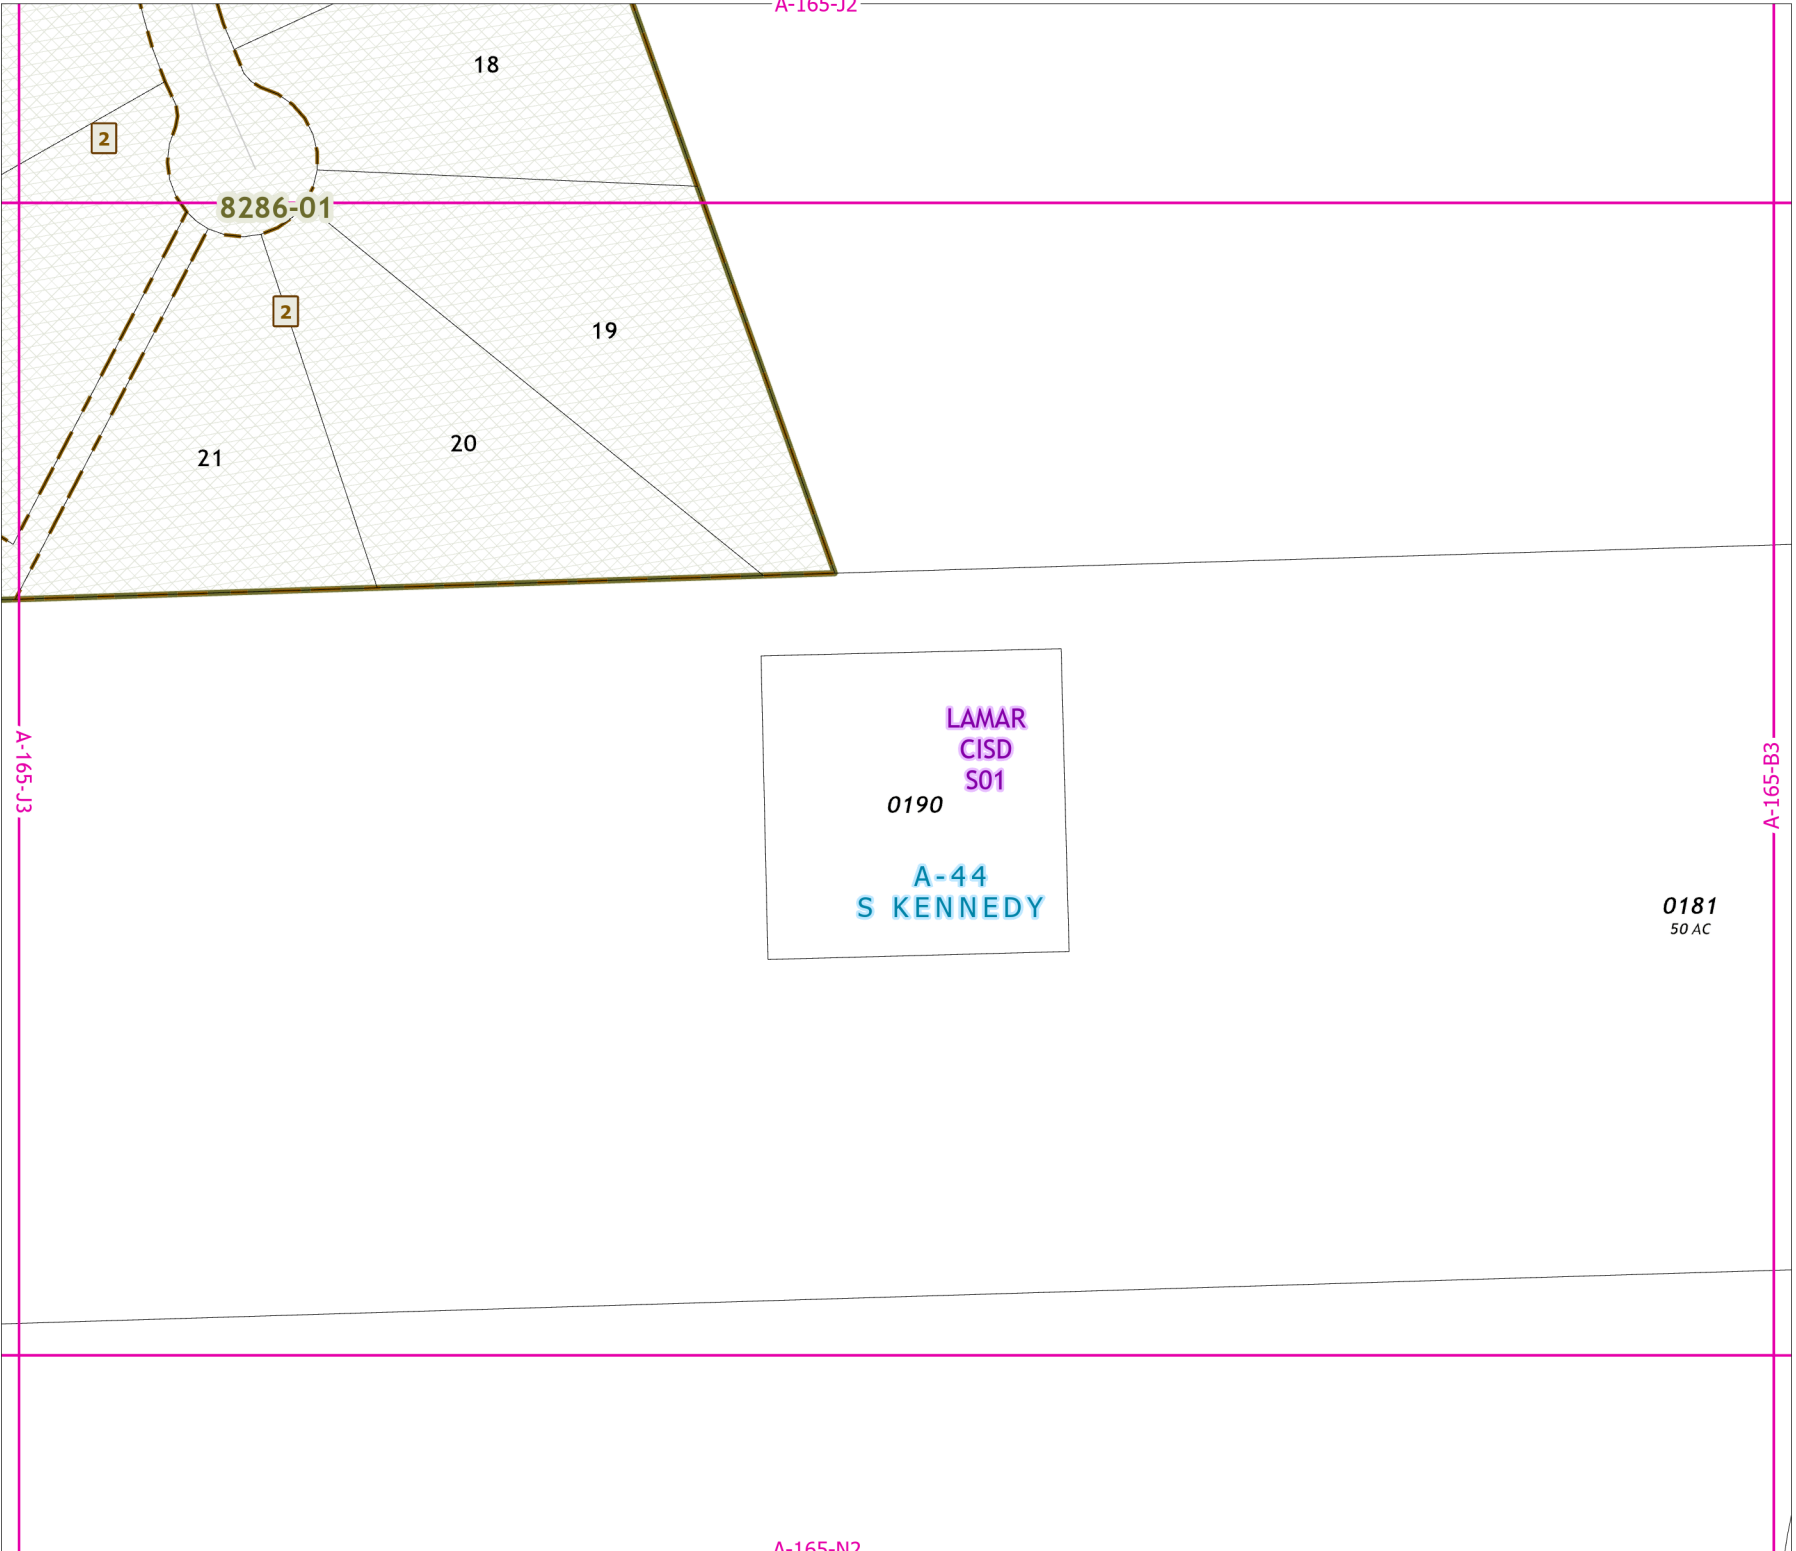 A-165-J2
18
2
8286-01
2
19
20
21
LAMAR
CISD
S01
A-165-J3
A-165-B3
0190
A-44
S KENNEDY
0181
50 AC
A-165-N2